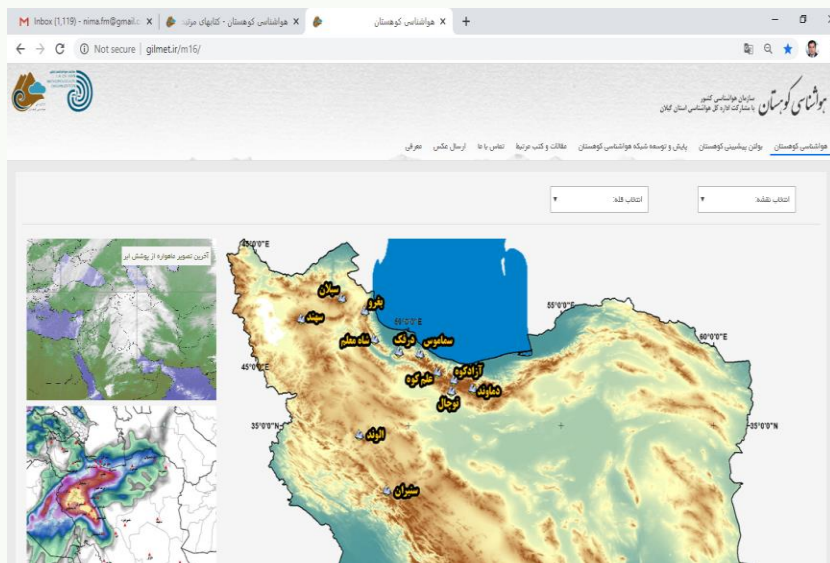 Inbox (1,119) - nima.fm@gmail.c
هواشناسی کوهستان - کتابهای مرتب
هواشناسی کوهستان
Not secure | gilmet.ir/m16/
هواشناسی کوهستان
سازمان هواشناسی کشور
با مشارکت اداره کل هواشناسی استان گیلان
هواشناسی کوهستان
بولتن پیشبینی کوهستان
پایش و توسعه شبکه هواشناسی کوهستان
مقالات و کتب مرتبط
تماس با ما
ارسال عکس
معرفی
انتخاب نقشه:
انتخاب قله:
آخرین تصویر ماهواره از پوشش ابر
45°0'0"E
سبلان
بغرو
سهند
50°0'0"E
55°0'0"E
شاه معلم
درفک
سماموس
60°0'0"E
45°0'0"E
علم کوه
آزادکوه
دماوند
توچال
35°0'0"N
الوند
35°0'0"N